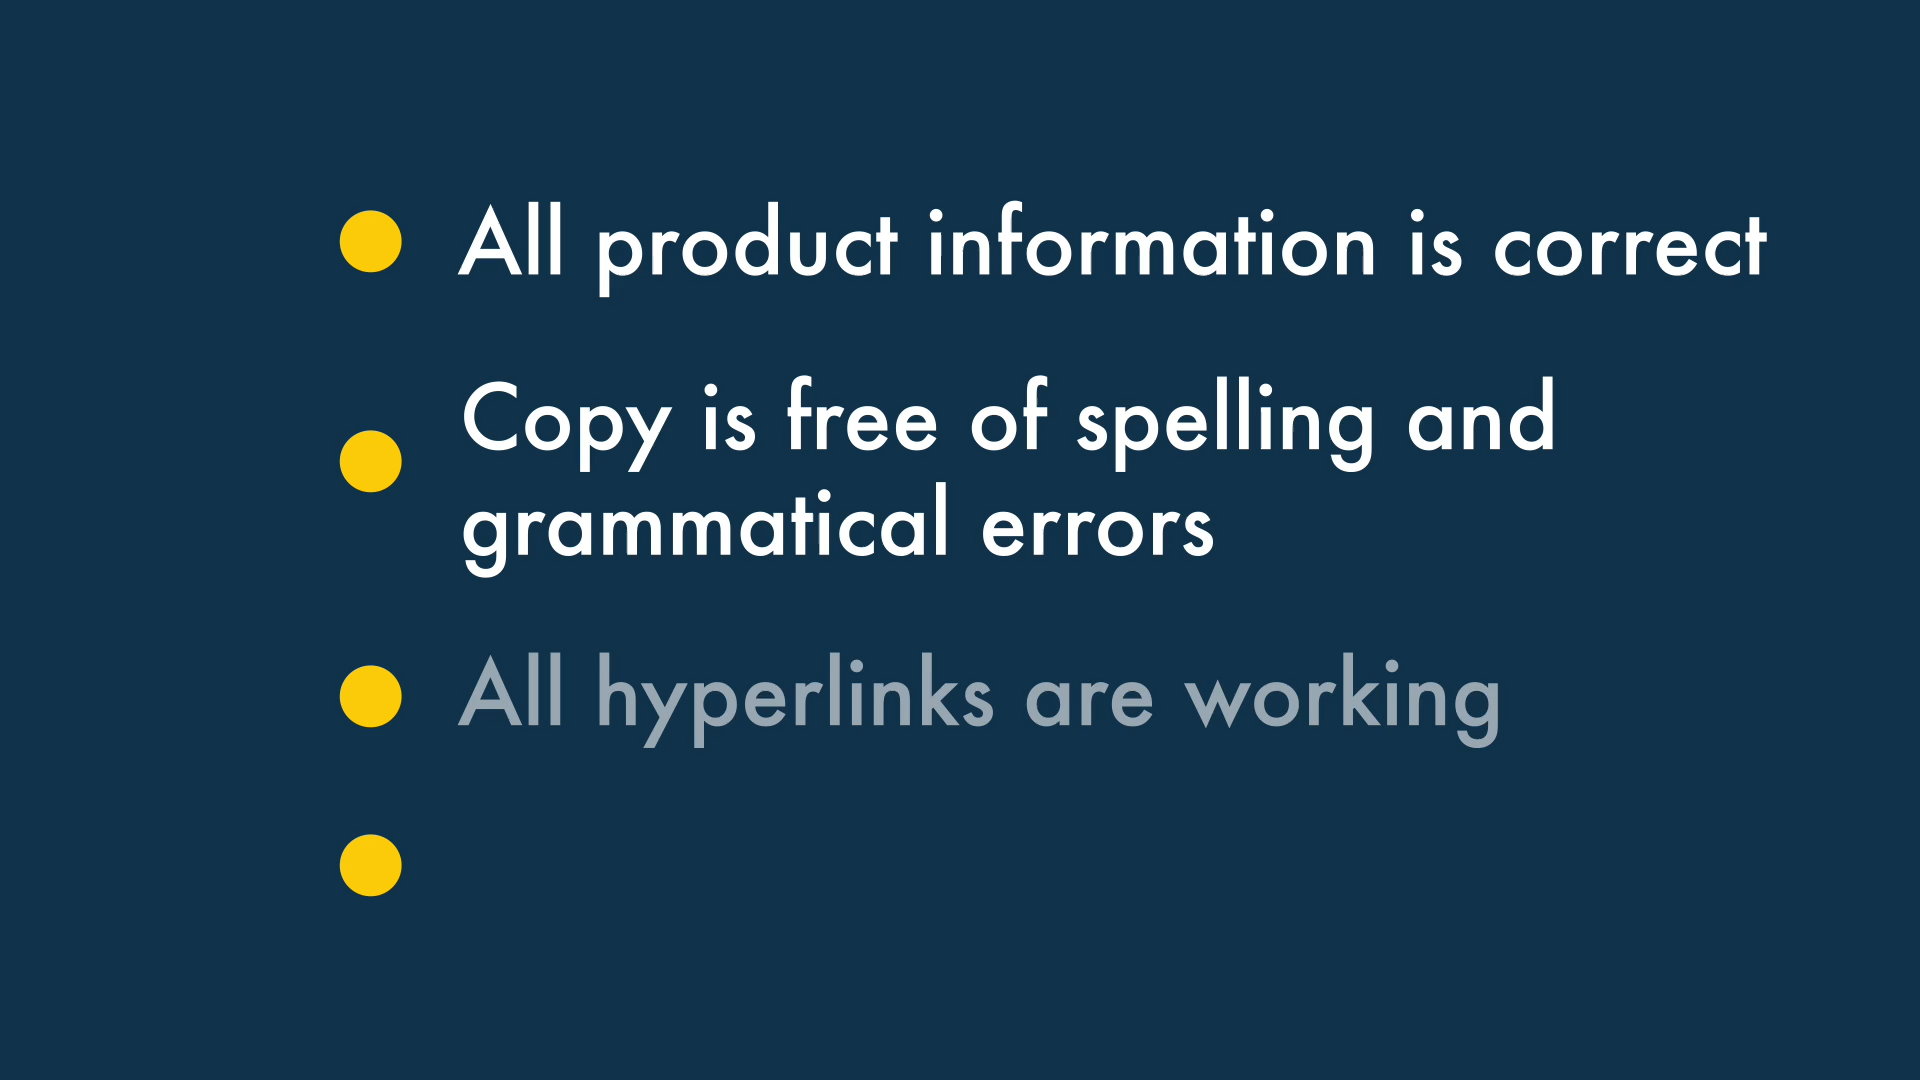 All product information is correct
Copy is free of spelling and
grammatical errors
All hyperlinks are working